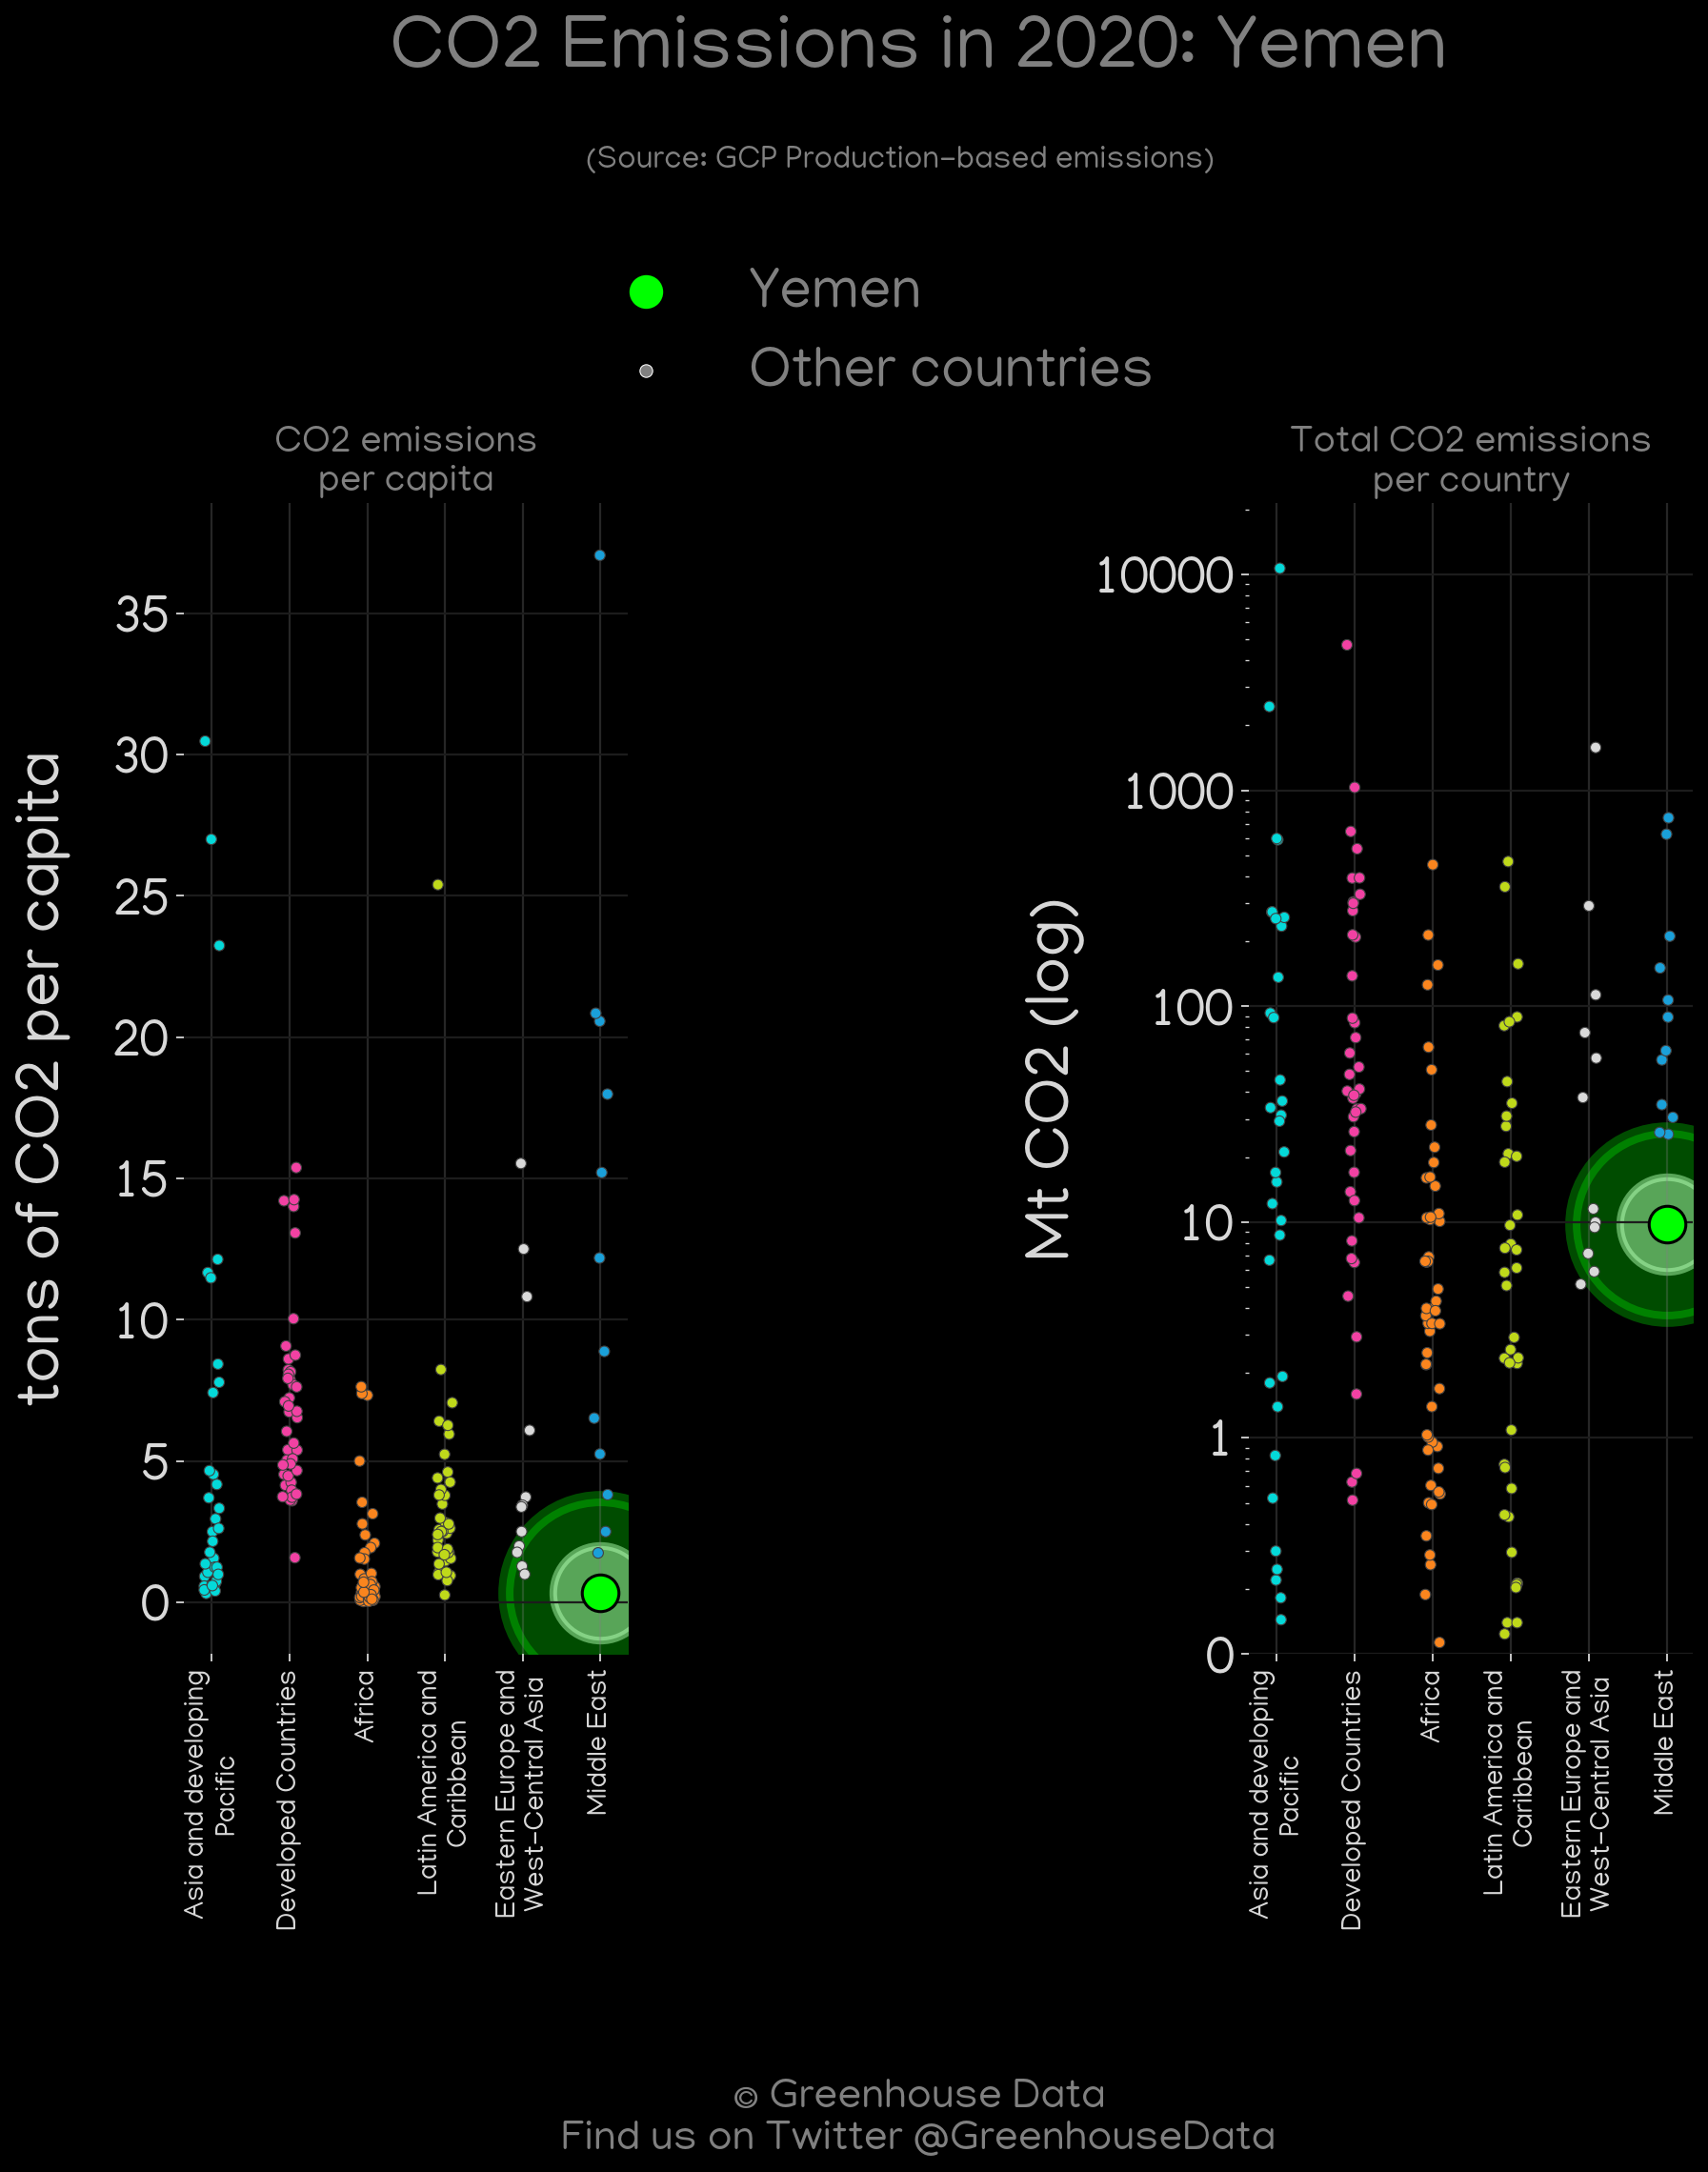 CO2 Emissions in 2020: Yemen
(Source: GCP Production-based emissions)
Yemen
Other countries
CO2 emissions
per capita
tons of CO2 per capita
35
30
25
20
15
10
5
0
Asia and developing
Pacific
Developed Countries
Africa
Latin America and
Caribbean
Eastern Europe and
West-Central Asia
Middle East
Total CO2 emissions
per country
Mt CO2 (log)
10000
1000
100
10
1
0
Asia and developing
Pacific
Developed Countries
Africa
Latin America and
Caribbean
Eastern Europe and
West-Central Asia
Middle East
© Greenhouse Data
Find us on Twitter @GreenhouseData